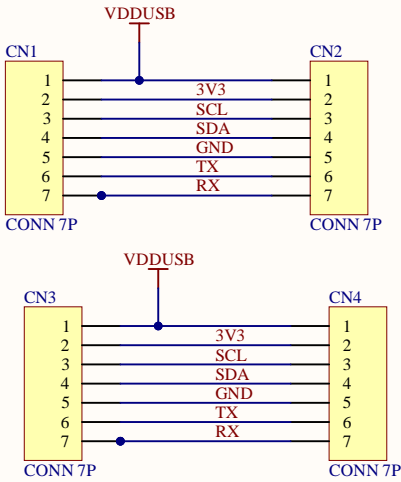 VDDUSB
CN1 CN2
1 1
2 3V3 2
3 SCL 3
4 SDA 4
5 GND 5
6 TX 6
7 RX 7
CONN 7P CONN 7P
VDDUSB
CN3 CN4
1 1
2 3V3 2
3 SCL 3
4 SDA 4
5 GND 5
6 TX 6
7 RX 7
CONN 7P CONN 7P